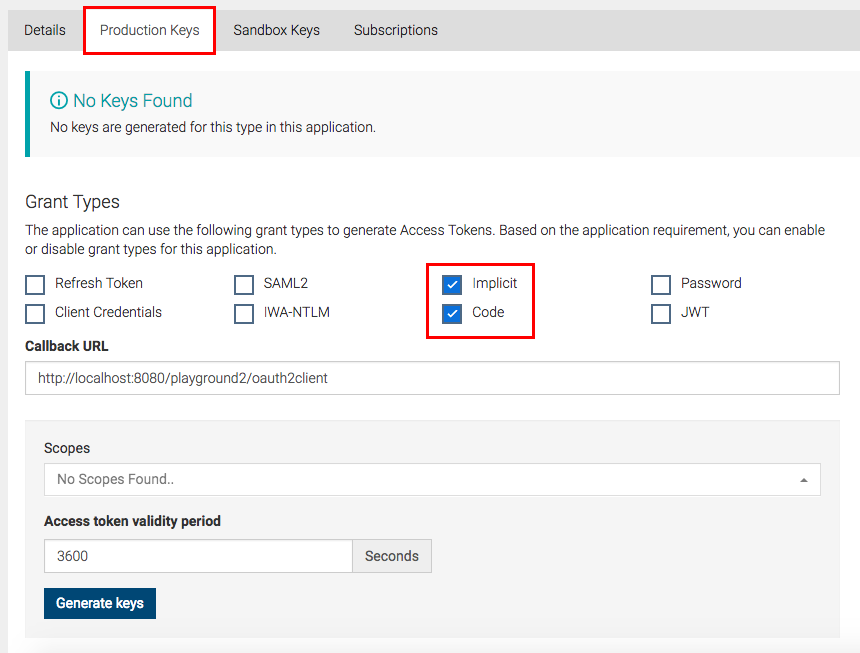 Details Production Keys Sandbox Keys Subscriptions
No Keys Found
No keys are generated for this type in this application.
Grant Types
The application can use the following grant types to generate Access Tokens. Based on the application requirement, you can enable
or disable grant types for this application.
Refresh Token SAML2 Implicit Password
Client Credentials IWA-NTLM Code JWT
Callback URL
http://localhost:8080/playground2/oauth2client
Scopes
No Scopes Found..
Access token validity period
3600 Seconds
Generate keys